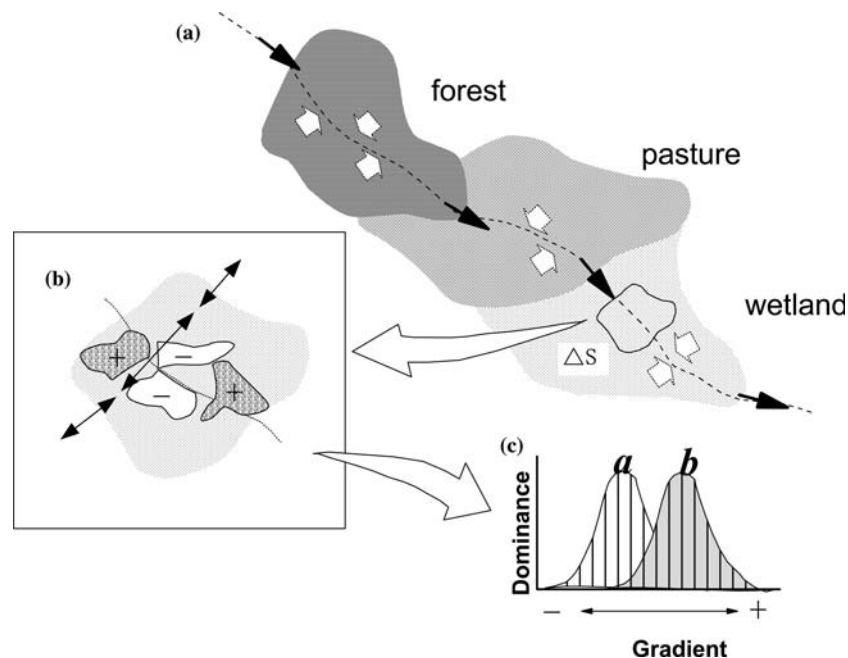 (a)
forest
pasture
wetland
△S
(b)
+
−
−
+
(c)
a b
Dominance
− +
Gradient